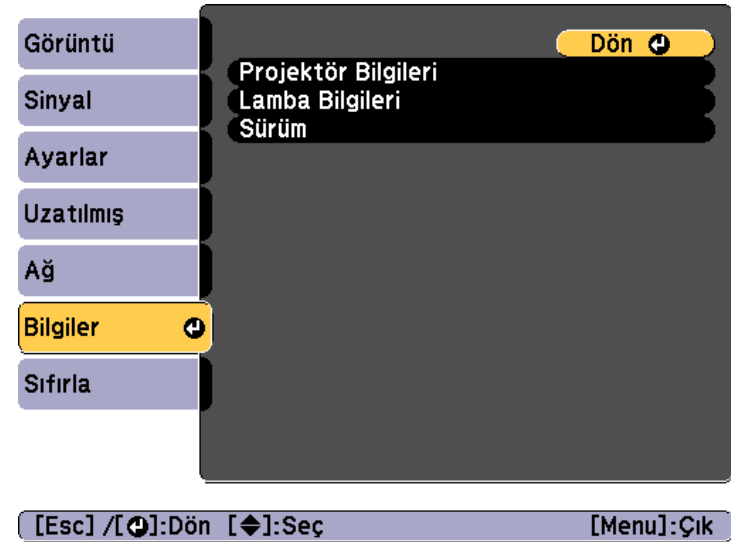 Görüntü
Sinyal
Ayarlar
Uzatılmış
Ağ
Bilgiler
Sıfırla
Dön
Projektör Bilgileri
Lamba Bilgileri
Sürüm
[Esc] /[ ]:Dön [ ]:Seç [Menu]:Çık